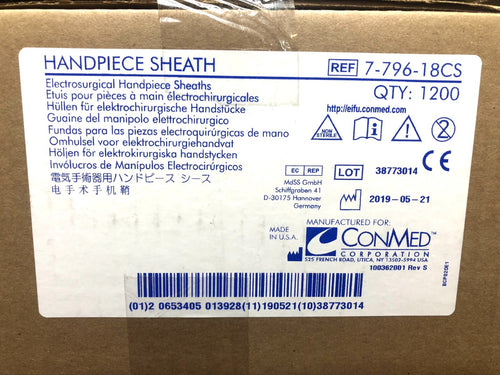 HANDPIECE SHEATH
REF 7-796-18CS
Electrosurgical Handpiece Sheaths
QTY: 1200
Etuis pour pièces à main électrochirurgicales
http://eifu.conmed.com
Hüllen für elektrochirurgische Handstücke
Guaine del manipolo elettrochirurgico
Fundas para las piezas electroquirúrgicas de mano
Omhulsel voor elektrochirurgiehandvat
Höljen för elektrokirurgiska handstycken
Invólucros de Manípulos Electrocirúrgicos
電気手術器用ハンドピース シース
电手术手机鞘
NON
STERILE
EC REP
MdSS GmbH
Schiffgraben 41
D-30175 Hannover
Germany
LOT 38773014
CE
2019-05-21
MADE IN
U.S.A.
MANUFACTURED FOR:
CONMED
CORPORATION
525 FRENCH ROAD, UTICA, NY 13502-5994 USA
100362001 Rev S
(01)2 0653405 013928(11)190521(10)38773014